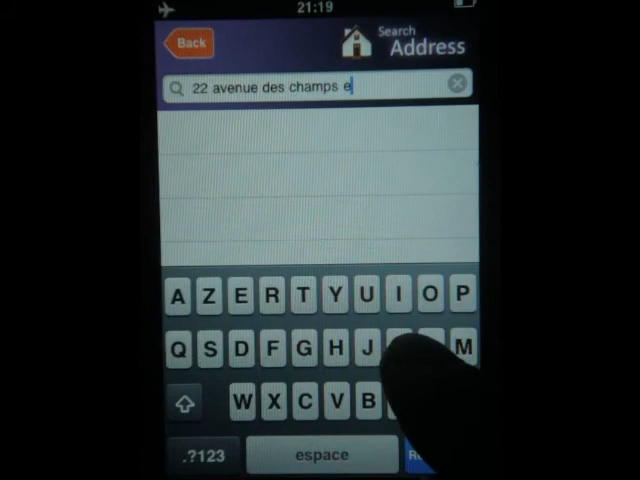 21:19
Back
Search
Address
22 avenue des champs e
A Z E R T Y U I O P
Q S D F G H J M
W X C V B
.?123 espace